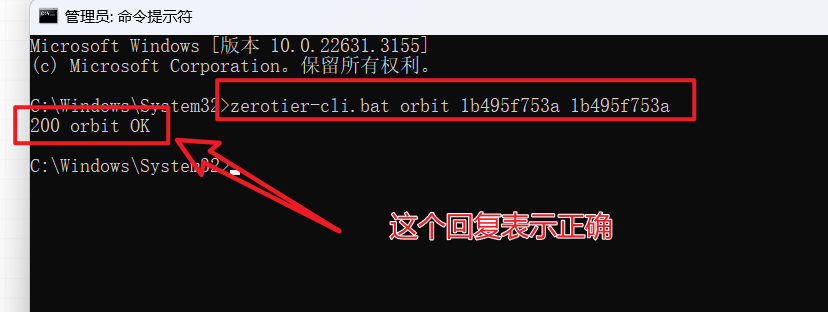 管理员: 命令提示符
Microsoft Windows [版本 10.0.22631.3155]
(c) Microsoft Corporation。保留所有权利。
C:\Windows\System32>zerotier-cli.bat orbit 1b495f753a 1b495f753a
200 orbit OK
C:\Windows\System32>
这个回复表示正确